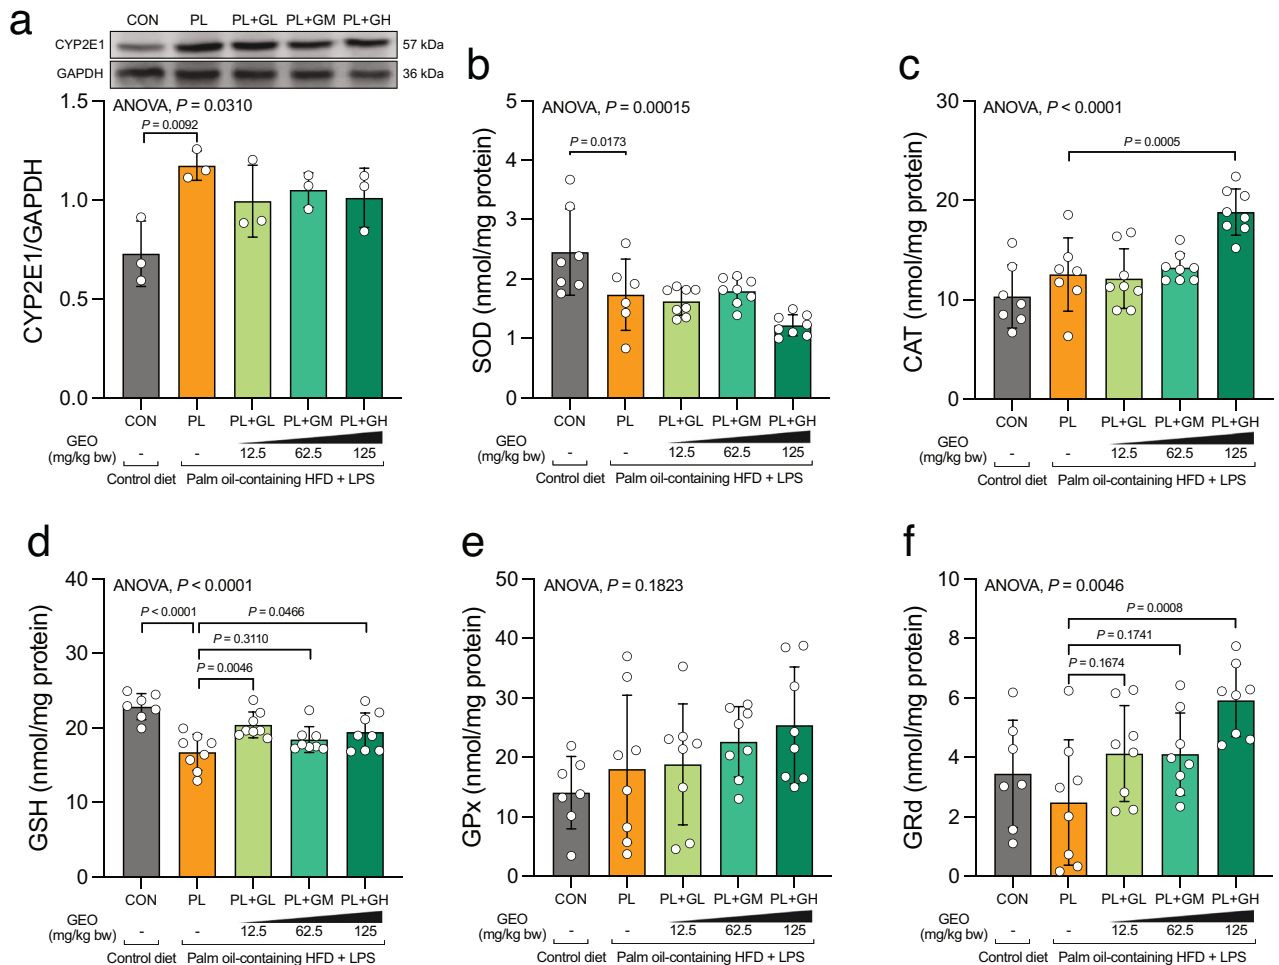 a
CON PL PL+GL PL+GM PL+GH
CYP2E1 57 kDa
GAPDH 36 kDa
ANOVA, P = 0.0310
P = 0.0092
CYP2E1/GAPDH
1.5
1.0
0.5
0.0
CON PL PL+GL PL+GM PL+GH
GEO
(mg/kg bw) - - 12.5 62.5 125
Control diet Palm oil-containing HFD + LPS
b
ANOVA, P = 0.00015
P = 0.0173
SOD (nmol/mg protein)
5
4
3
2
1
0
CON PL PL+GL PL+GM PL+GH
GEO
(mg/kg bw) - - 12.5 62.5 125
Control diet Palm oil-containing HFD + LPS
c
ANOVA, P < 0.0001
P = 0.0005
CAT (nmol/mg protein)
30
20
10
0
CON PL PL+GL PL+GM PL+GH
GEO
(mg/kg bw) - - 12.5 62.5 125
Control diet Palm oil-containing HFD + LPS
d
ANOVA, P < 0.0001
P < 0.0001 P = 0.0466
P = 0.3110
P = 0.0046
GSH (nmol/mg protein)
40
30
20
10
0
CON PL PL+GL PL+GM PL+GH
GEO
(mg/kg bw) - - 12.5 62.5 125
Control diet Palm oil-containing HFD + LPS
e
ANOVA, P = 0.1823
GPx (nmol/mg protein)
50
40
30
20
10
0
CON PL PL+GL PL+GM PL+GH
GEO
(mg/kg bw) - - 12.5 62.5 125
Control diet Palm oil-containing HFD + LPS
f
ANOVA, P = 0.0046
P = 0.0008
P = 0.1741
P = 0.1674
GRd (nmol/mg protein)
10
8
6
4
2
0
CON PL PL+GL PL+GM PL+GH
GEO
(mg/kg bw) - - 12.5 62.5 125
Control diet Palm oil-containing HFD + LPS